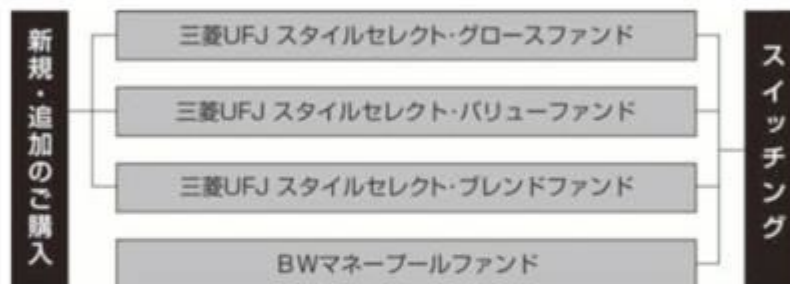 新規・追加のご購入
三菱UFJ スタイルセレクト・グロースファンド
三菱UFJ スタイルセレクト・バリューファンド
三菱UFJ スタイルセレクト・ブレンドファンド
BWマネープールファンド
スイッチング